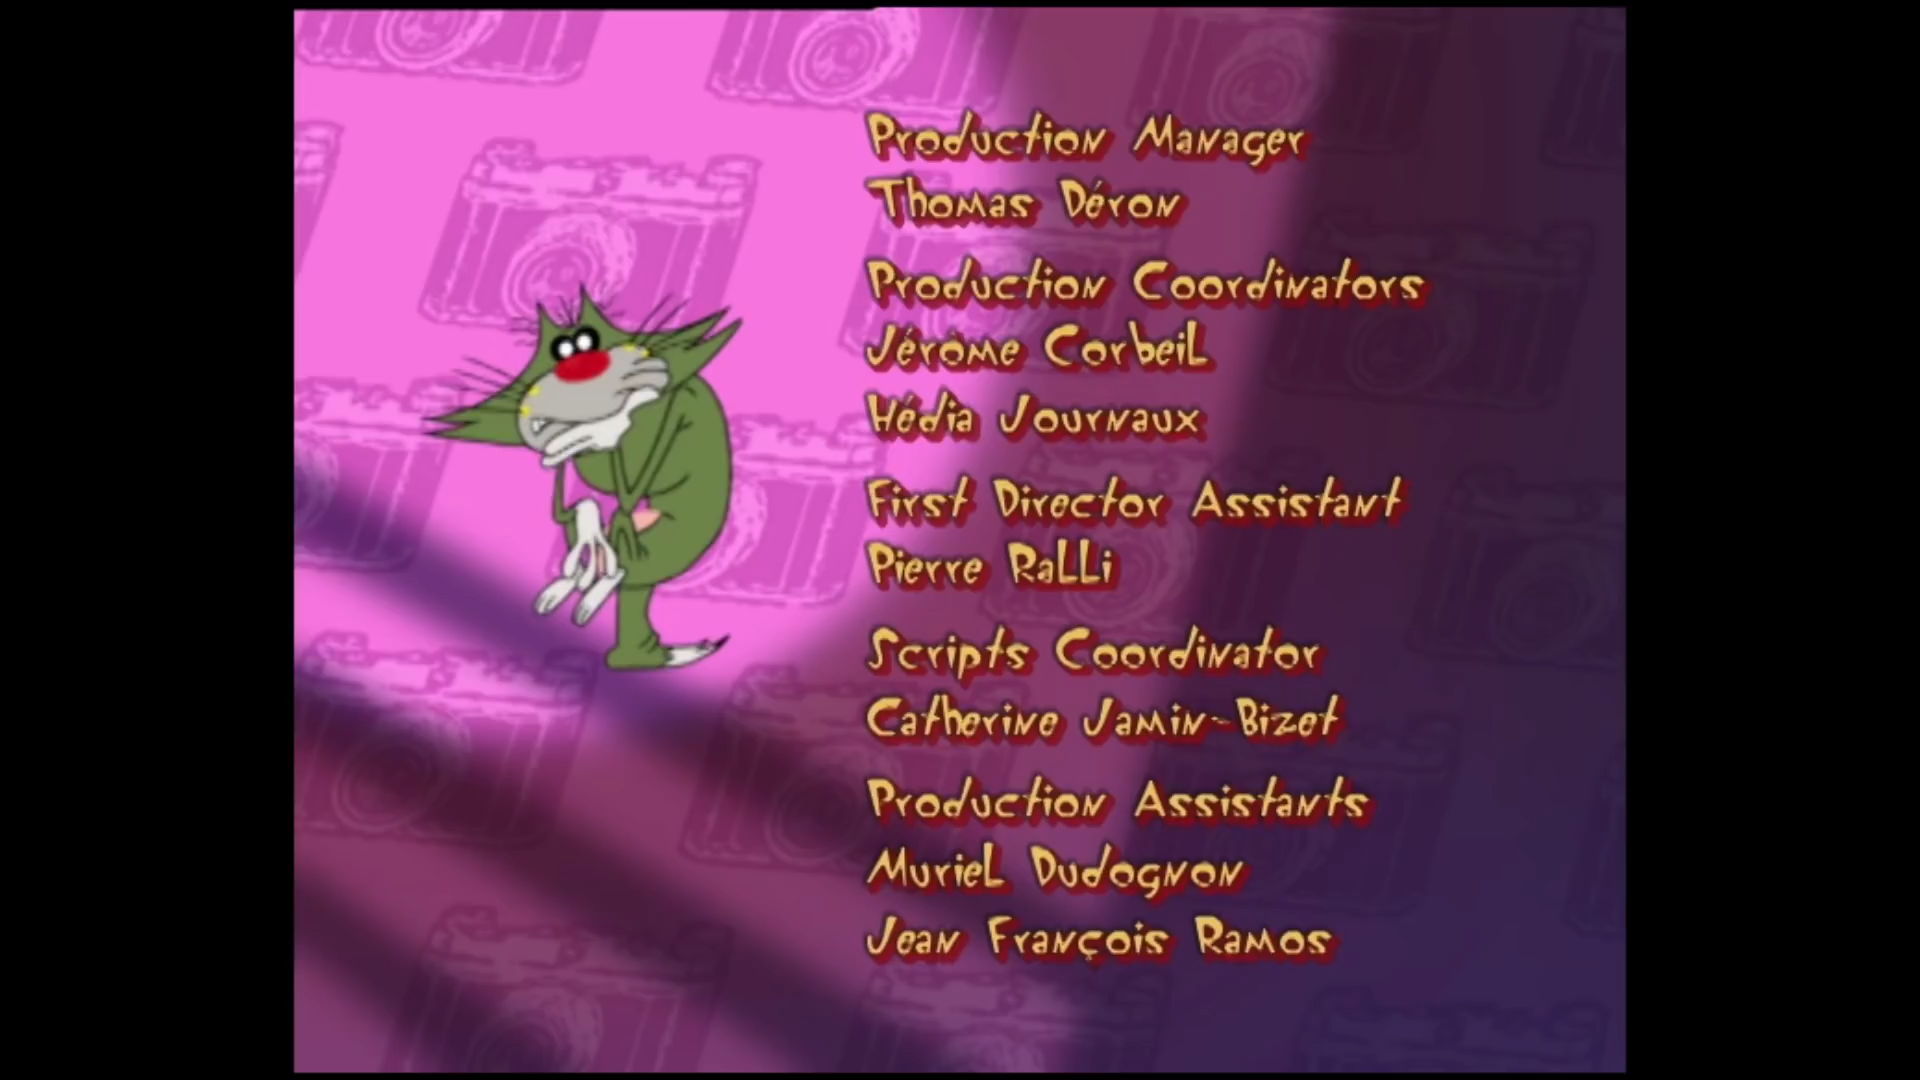 Production Manager
Thomas Déron
Production Coordinators
Jérôme Corbeil
Hédia Journaux
First Director Assistant
Pierre Ralli
Scripts Coordinator
Catherine Jamin-Bizet
Production Assistants
Muriel Dudognon
Jean François Ramos